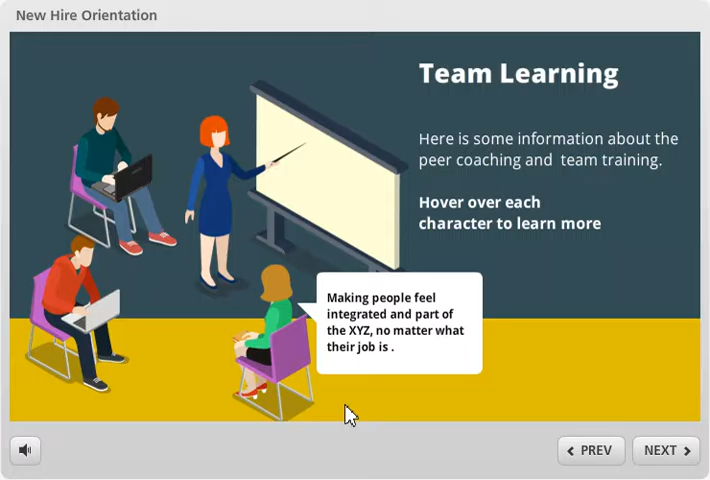 New Hire Orientation
Team Learning
Here is some information about the
peer coaching and  team training.
Hover over each
character to learn more
Making people feel
integrated and part of
the XYZ, no matter what
their job is .
PREV
NEXT